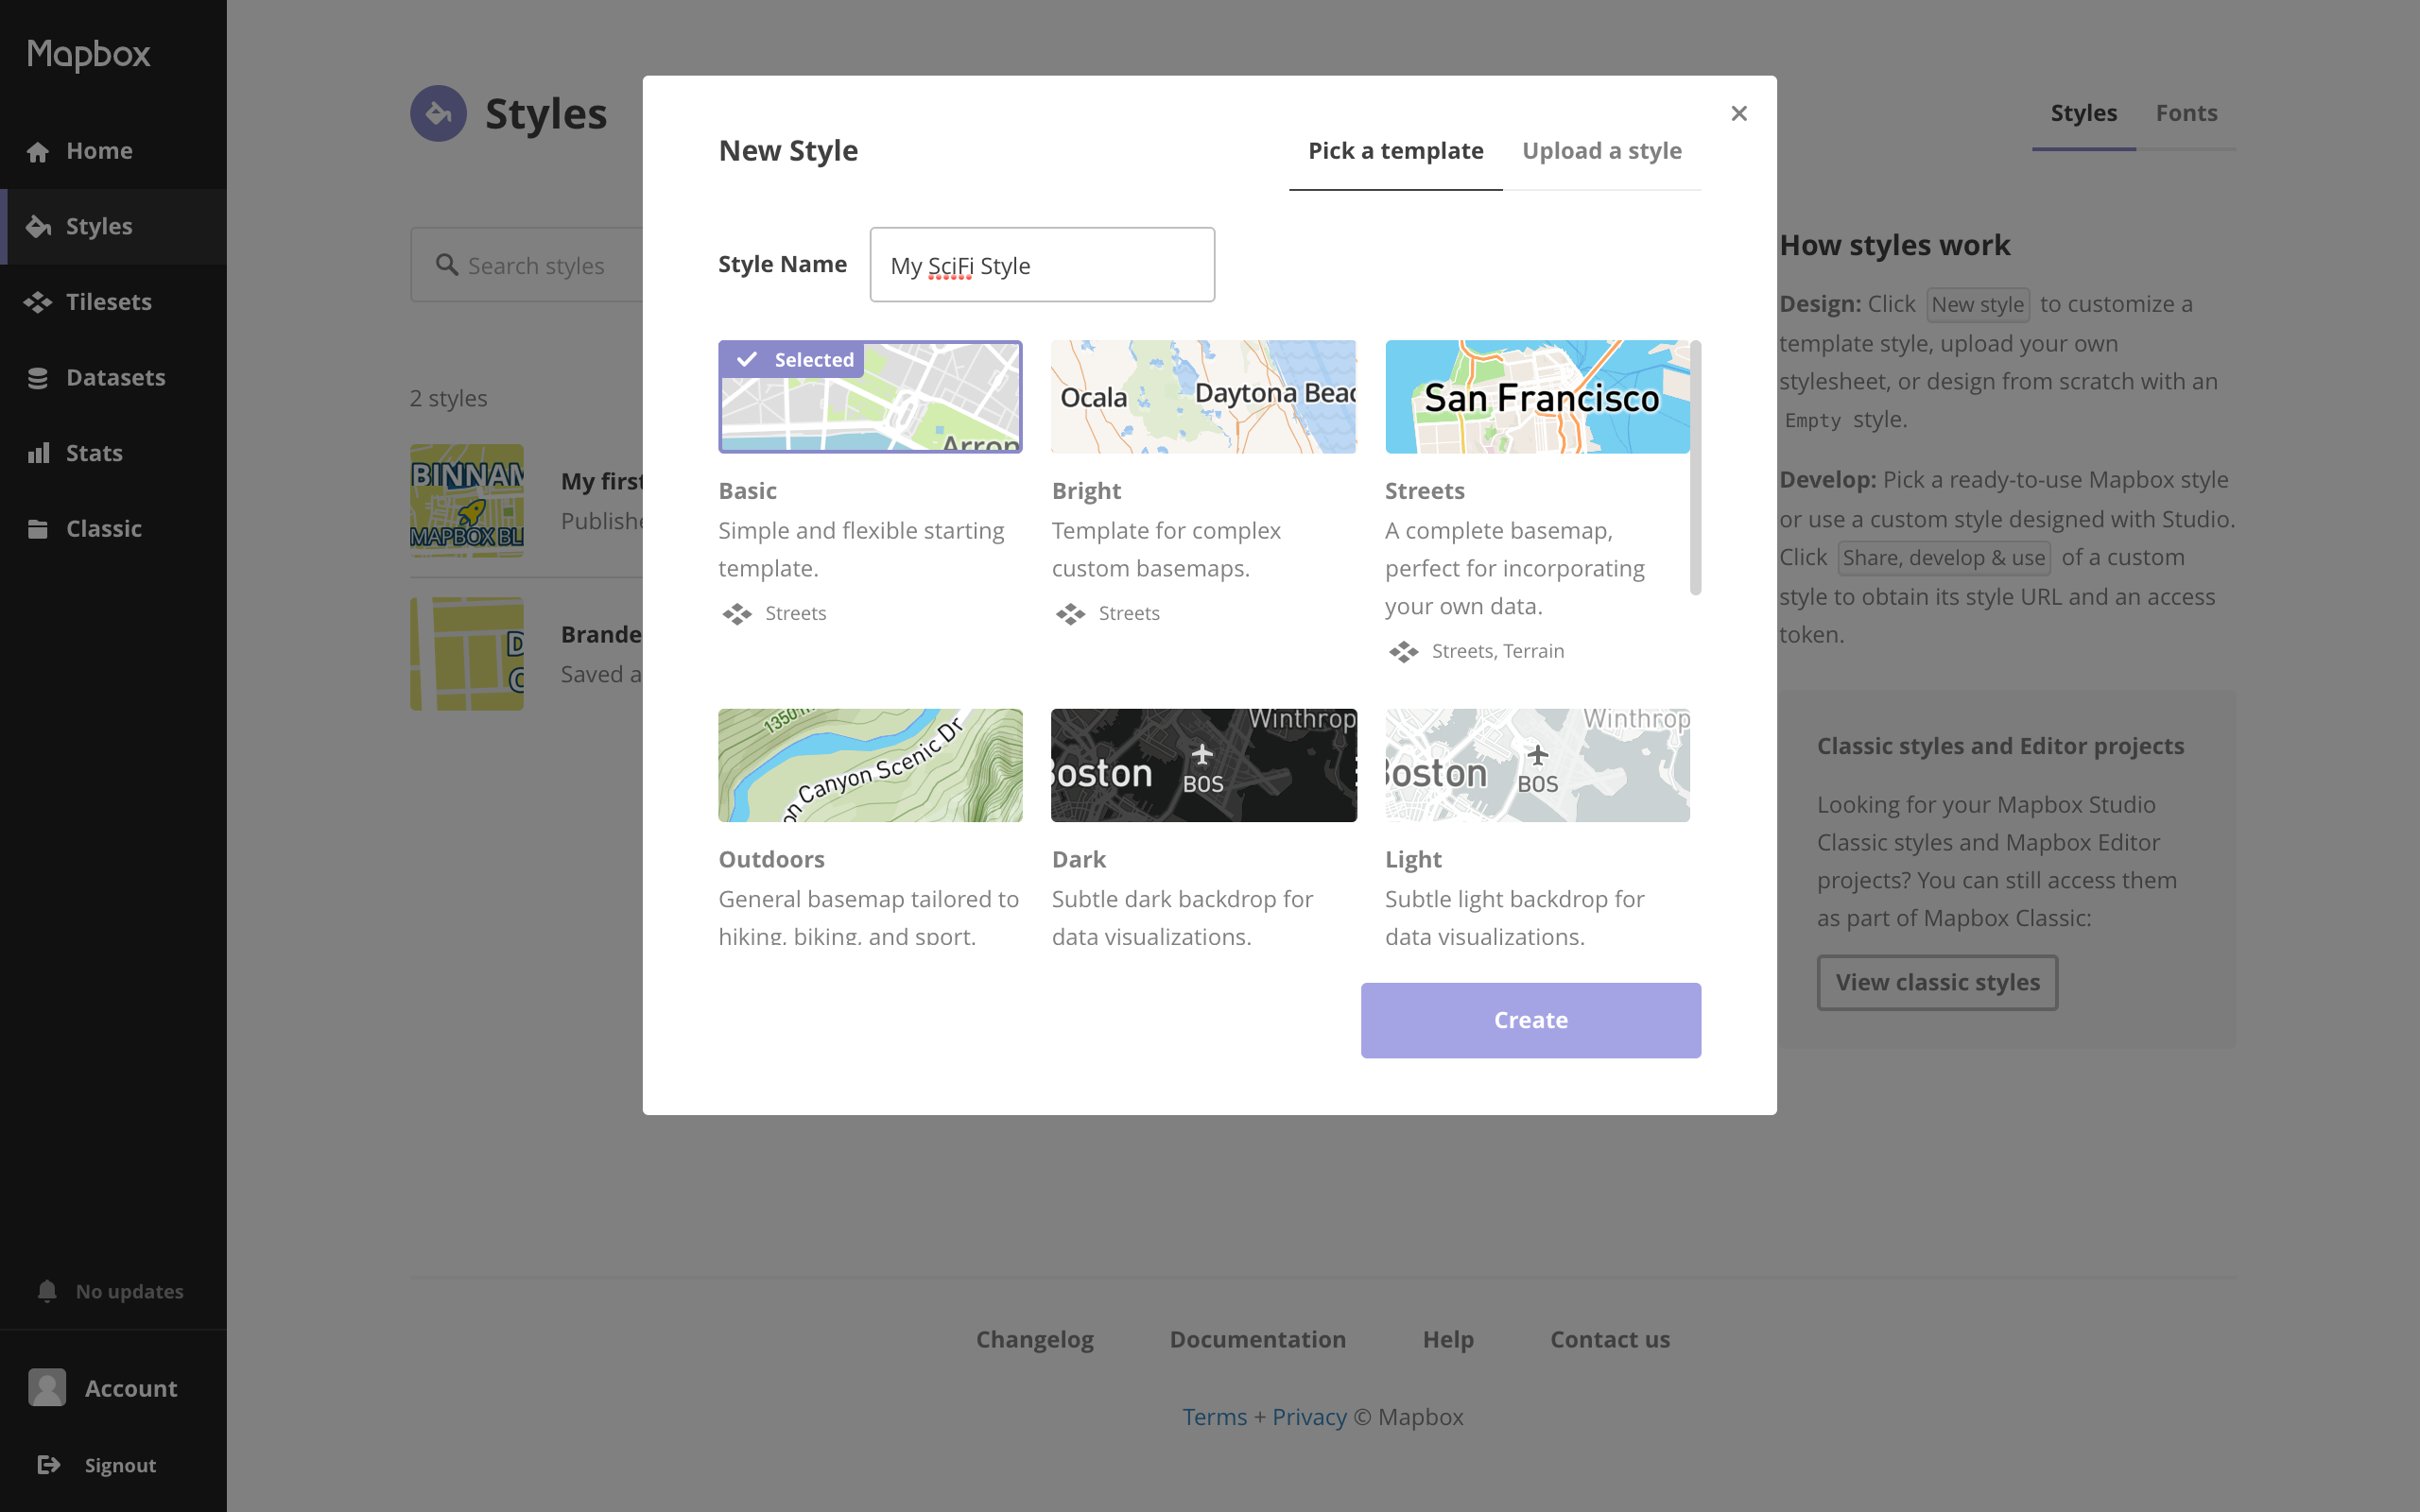 Mapbox
Home
Styles
Tilesets
Datasets
Stats
Classic
No updates
Account
Signout
Styles
Styles Fonts
Search styles
2 styles
BINNAM
MAPBOX BL
My first
Publishe
Brande
Saved a
New Style
Pick a template Upload a style
Style Name My SciFi Style
Selected
Arron
Basic
Simple and flexible starting
template.
Streets
Ocala Daytona Beac
Bright
Template for complex
custom basemaps.
Streets
San Francisco
Streets
A complete basemap,
perfect for incorporating
your own data.
Streets, Terrain
on Canyon Scenic Dr
Outdoors
General basemap tailored to
hiking, biking, and sport.
Winthrop
Boston
BOS
Dark
Subtle dark backdrop for
data visualizations.
Winthrop
Boston
BOS
Light
Subtle light backdrop for
data visualizations.
Create
How styles work
Design: Click New style to customize a
template style, upload your own
stylesheet, or design from scratch with an
Empty style.
Develop: Pick a ready-to-use Mapbox style
or use a custom style designed with Studio.
Click Share, develop & use of a custom
style to obtain its style URL and an access
token.
Classic styles and Editor projects
Looking for your Mapbox Studio
Classic styles and Mapbox Editor
projects? You can still access them
as part of Mapbox Classic:
View classic styles
Changelog Documentation Help Contact us
Terms + Privacy © Mapbox